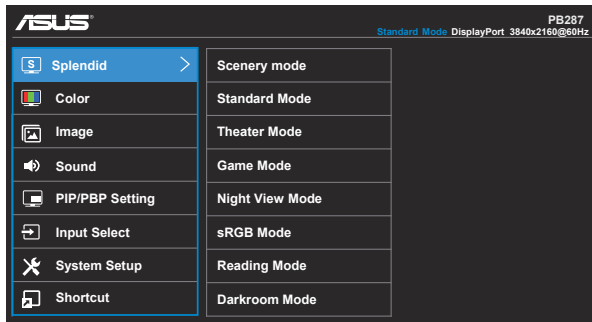 ASUS
PB287
Standard Mode DisplayPort 3840x2160@60Hz
S Splendid >
Color
Image
Sound
PIP/PBP Setting
Input Select
System Setup
Shortcut
Scenery mode
Standard Mode
Theater Mode
Game Mode
Night View Mode
sRGB Mode
Reading Mode
Darkroom Mode